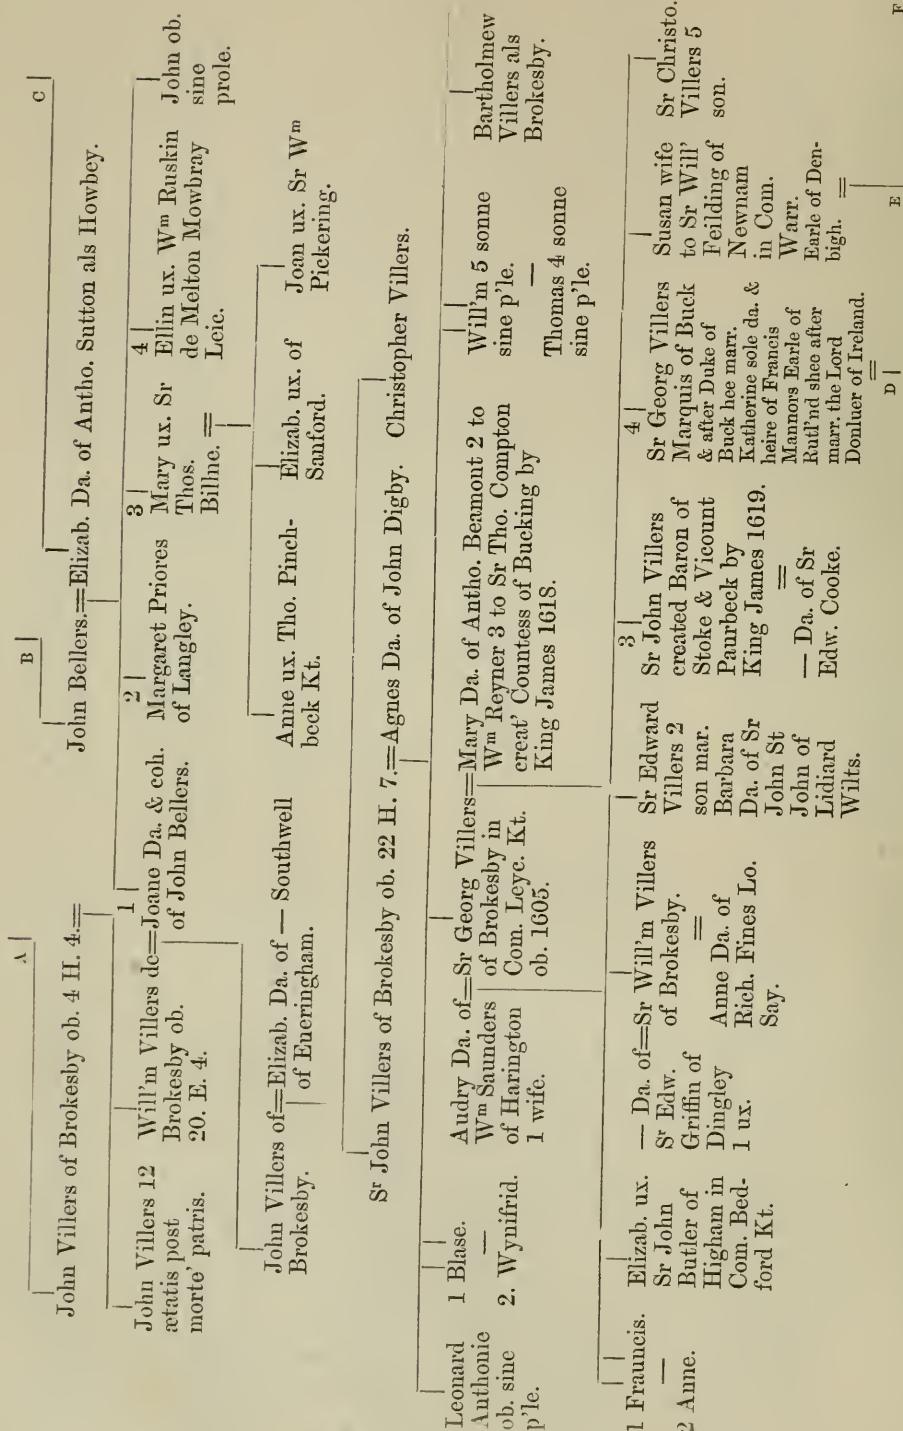 A
B
C
John Villers of Brokesby ob. 4 H. 4.=
John Bellers.=Elizab. Da. of Antho. Sutton als Howbey.
John Villers 12
ætatis post
morte' patris.
Will'm Villers de=Joane Da. & coh.
Brokesby ob.
20. E. 4.
1
of John Bellers.
2
Margaret Priores
of Langley.
3
Mary ux. Sr
Thos.
Bilhe. =
4
Ellin ux. Wm Ruskin
de Melton Mowbray
Leic.
John ob.
sine
prole.
John Villers of=Elizab. Da. of — Southwell
Brokesby.
of Eueringham.
Anne ux. Tho. Pinch-
beck Kt.
Elizab. ux. of
Sanford.
Joan ux. Sr Wm
Pickering.
Sr John Villers of Brokesby ob. 22 H. 7.=Agnes Da. of John Digby.
Christopher Villers.
Leonard
Anthonie
ob. sine
p'le.
1 Blase.
—
2. Wynifrid.
Audry Da. of=Sr Georg Villers=Mary Da. of Antho. Beamont 2 to
Wm Saunders
of Harington
1 wife.
of Brokesby in
Com. Leyc. Kt.
ob. 1605.
Wm Reyner 3 to Sr Tho. Compton
creat' Countess of Bucking by
King James 1618.
Will'm 5 sonne
sine p'le.
—
Thomas 4 sonne
sine p'le.
Bartholmew
Villers als
Brokesby.
1 Frauncis.
—
2 Anne.
Elizab. ux.
Sr John
Butler of
Higham in
Com. Bed-
ford Kt.
— Da. of=Sr Will'm Villers
Sr Edw.
Griffin of
Dingley
1 ux.
of Brokesby.
=
Anne Da. of
Rich. Fines Lo.
Say.
Sr Edward
Villers 2
son mar.
Barbara
Da. of Sr
John St
John of
Lidiard
Wilts.
3
Sr John Villers
created Baron of
Stoke & Vicount
Paurbeck by
King James 1619.
=
— Da. of Sr
Edw. Cooke.
4
Sr Georg Villers
Marquis of Buck
& after Duke of
Buck hee marr.
Katherine sole da. &
heire of Francis
Mannors Earle of
Rutl'nd shee after
marr. the Lord
Donluer of Ireland.
=
D
Susan wife
to Sr Will'
Feilding of
Newnam
in Com.
Warr.
Earle of Den-
bigh. =
E
Sr Christo.
Villers 5
son.
F